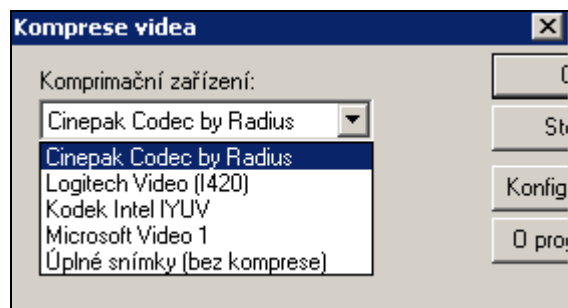 Komprese videa
Komprimační zařízení:
Cinepak Codec by Radius
Cinepak Codec by Radius
Logitech Video (I420)
Kodek Intel IYUV
Microsoft Video 1
Úplné snímky (bez komprese)
Konfig
O prog